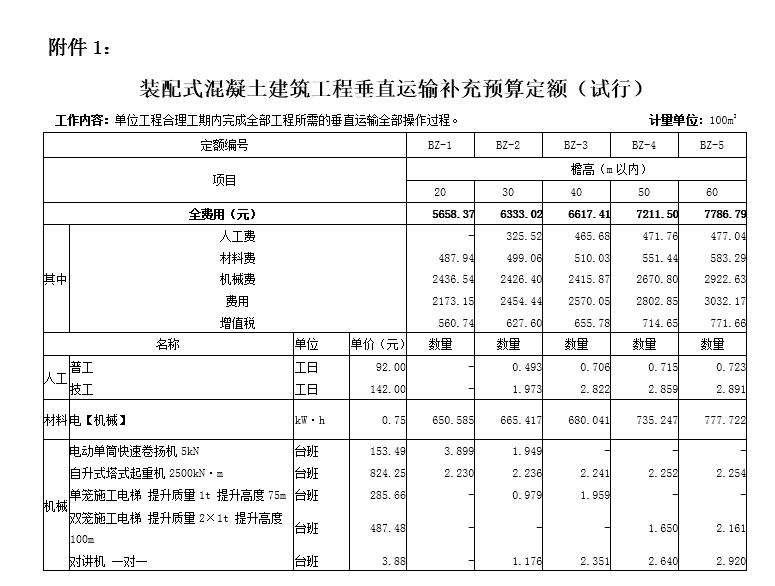 附件 1：
装配式混凝土建筑工程垂直运输补充预算定额（试行）
工作内容：单位工程合理工期内完成全部工程所需的垂直运输全部操作过程。 计量单位：100m²
定额编号 BZ-1 BZ-2 BZ-3 BZ-4 BZ-5
项目 檐高（m以内）
20 30 40 50 60
全费用（元） 5658.37 6333.02 6617.41 7211.50 7786.79
其中 人工费 - 325.52 465.68 471.76 477.04
材料费 487.94 499.06 510.03 551.44 583.29
机械费 2436.54 2426.40 2415.87 2670.80 2922.63
费用 2173.15 2454.44 2570.05 2802.85 3032.17
增值税 560.74 627.60 655.78 714.65 771.66
名称 单位 单价（元） 数量 数量 数量 数量 数量
人工 普工 工日 92.00 - 0.493 0.706 0.715 0.723
技工 工日 142.00 - 1.973 2.822 2.859 2.891
材料 电【机械】 kW·h 0.75 650.585 665.417 680.041 735.247 777.722
机械 电动单筒快速卷扬机 5kN 台班 153.49 3.899 1.949 - - -
自升式塔式起重机 2500kN·m 台班 824.25 2.230 2.236 2.241 2.252 2.254
单笼施工电梯 提升质量 1t 提升高度 75m 台班 285.66 - 0.979 1.959 - -
双笼施工电梯 提升质量 2×1t 提升高度
100m 台班 487.48 - - - 1.650 2.161
对讲机 一对一 台班 3.88 - 1.176 2.351 2.640 2.920